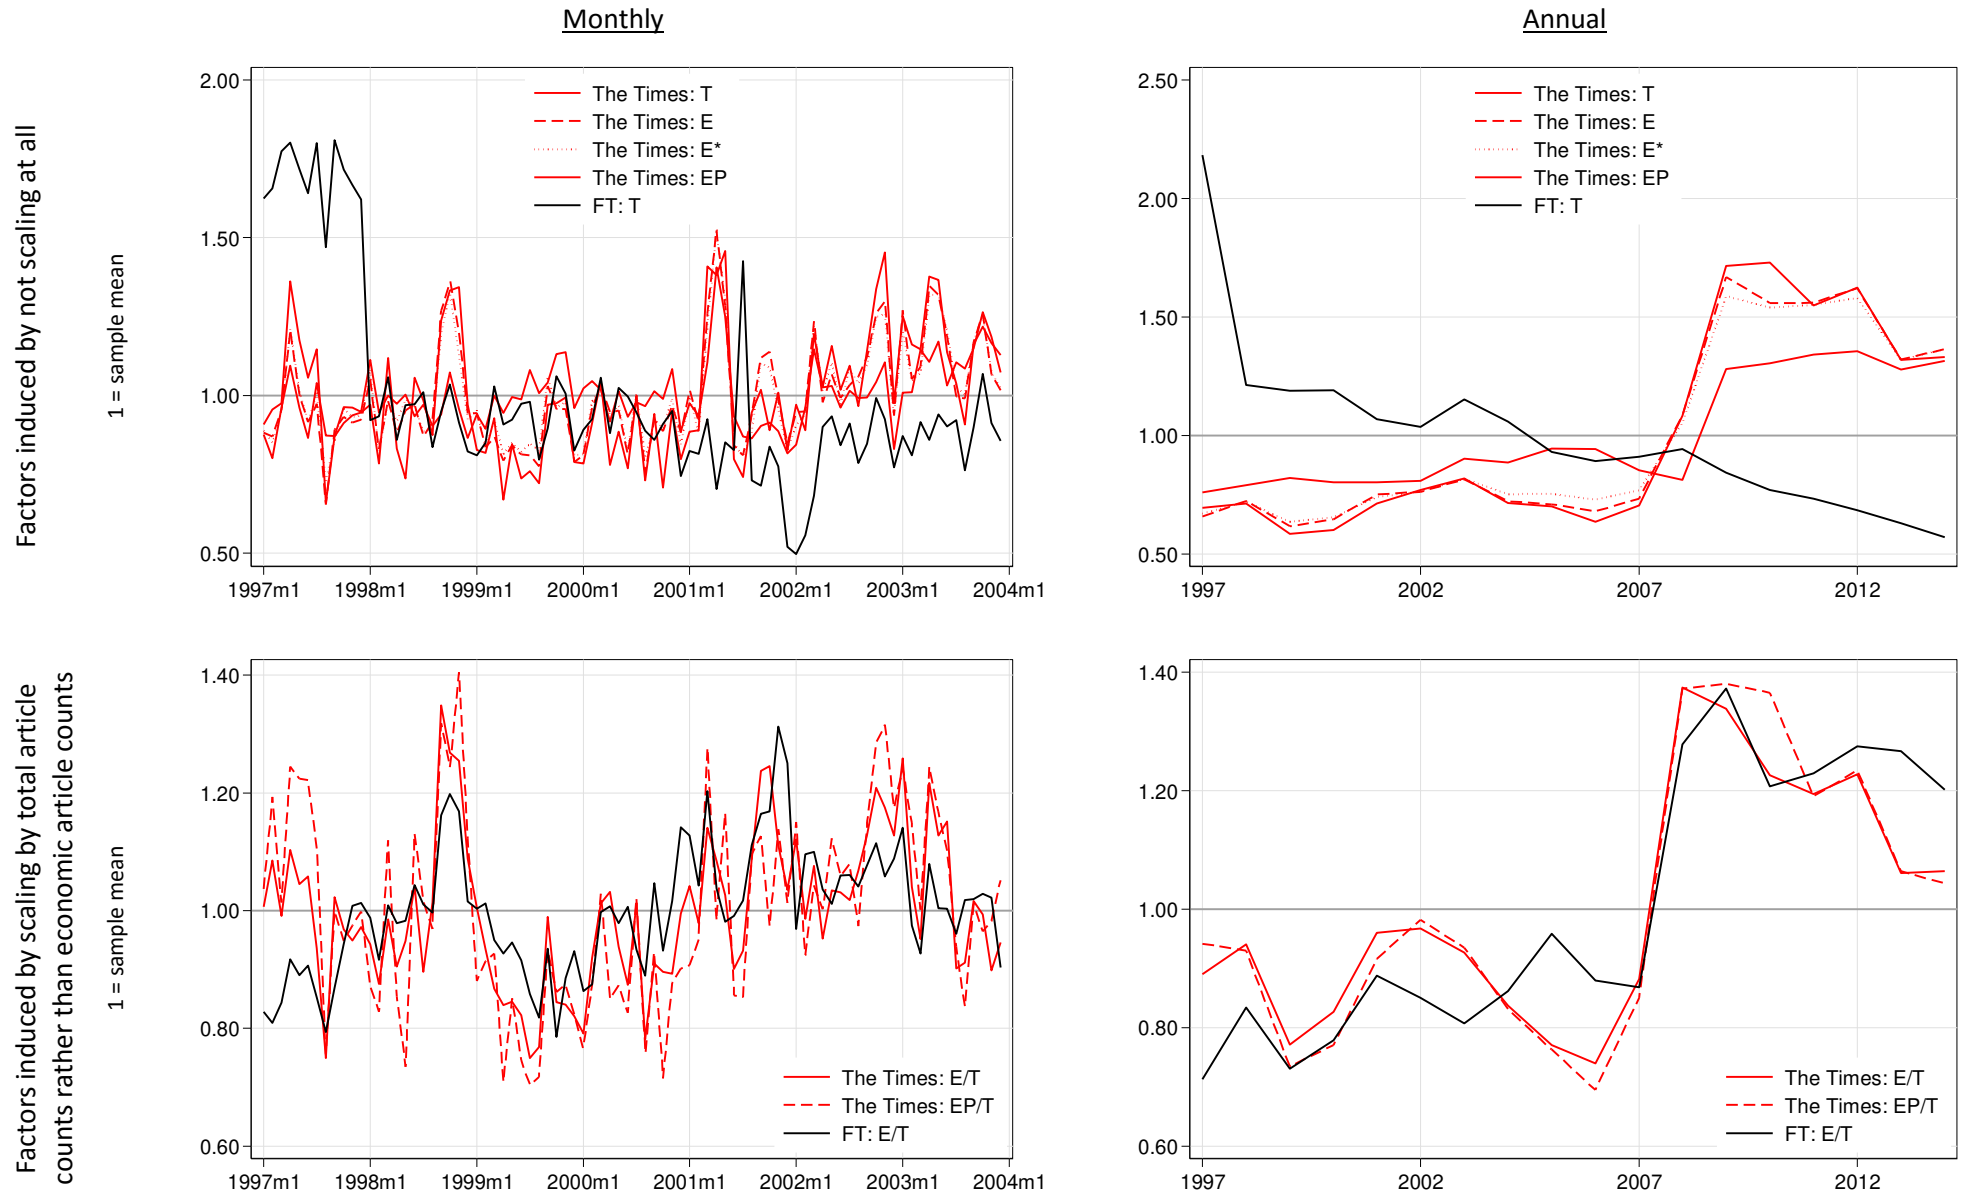 Monthly
Annual
Factors induced by not scaling at all
1 = sample mean
2.00
1.50
1.00
0.50
The Times: T
The Times: E
The Times: E*
The Times: EP
FT: T
1997m1 1998m1 1999m1 2000m1 2001m1 2002m1 2003m1 2004m1
2.50
2.00
1.50
1.00
0.50
The Times: T
The Times: E
The Times: E*
The Times: EP
FT: T
1997 2002 2007 2012
Factors induced by scaling by total article
counts rather than economic article counts
1 = sample mean
1.40
1.20
1.00
0.80
0.60
The Times: E/T
The Times: EP/T
FT: E/T
1997m1 1998m1 1999m1 2000m1 2001m1 2002m1 2003m1 2004m1
1.40
1.20
1.00
0.80
0.60
The Times: E/T
The Times: EP/T
FT: E/T
1997 2002 2007 2012